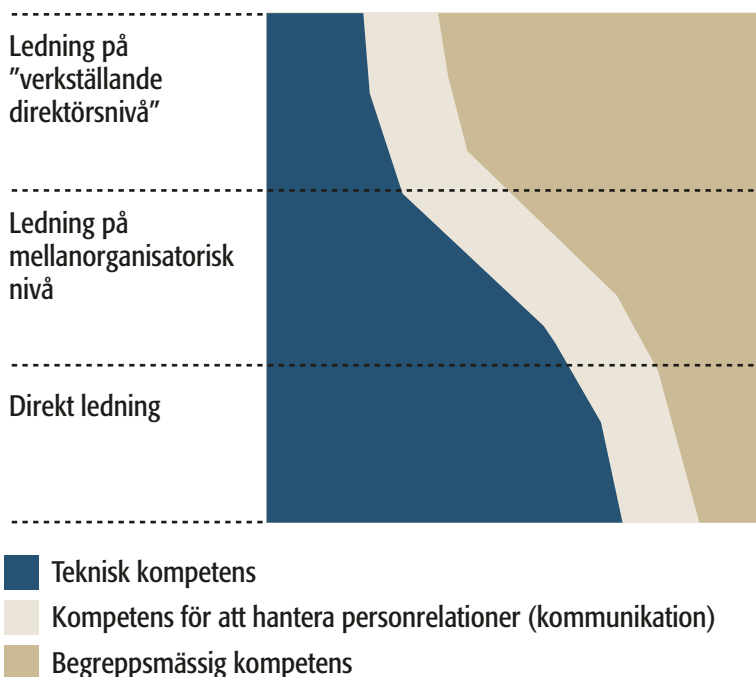 Ledning på
”verkställande
direktörsnivå”
Ledning på
mellanorganisatorisk
nivå
Direkt ledning
Teknisk kompetens
Kompetens för att hantera personrelationer (kommunikation)
Begreppsmässig kompetens